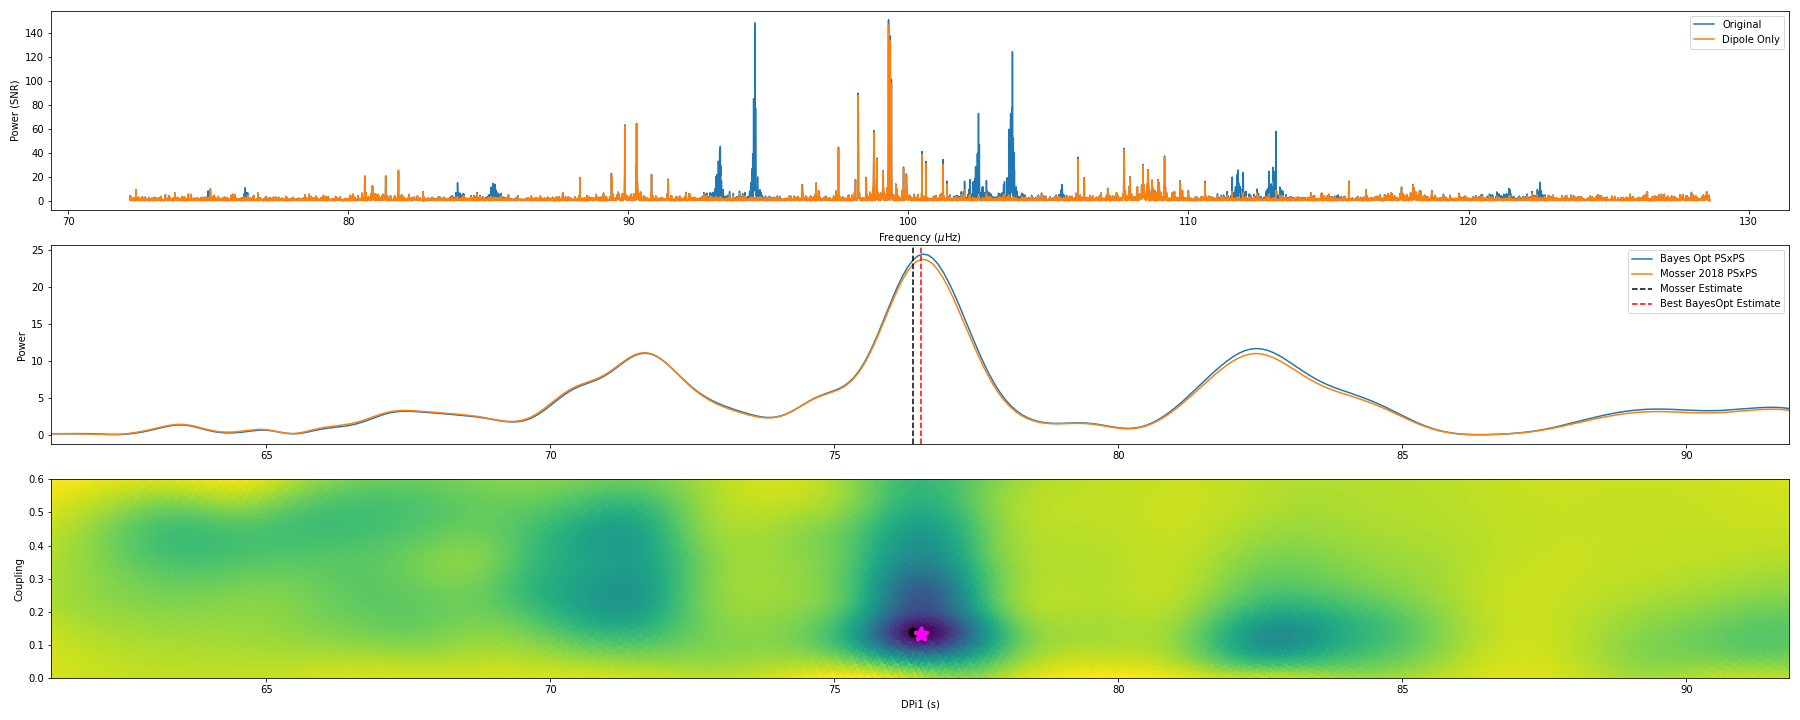 Power (SNR)
140
120
100
80
60
40
20
0
Original
Dipole Only
70 80 90 100 110 120 130
Frequency (μHz)
Power
25
20
15
10
5
0
Bayes Opt PSxPS
Mosser 2018 PSxPS
Mosser Estimate
Best BayesOpt Estimate
65 70 75 80 85 90
Coupling
0.6
0.5
0.4
0.3
0.2
0.1
0.0
65 70 75 80 85 90
DPi1 (s)